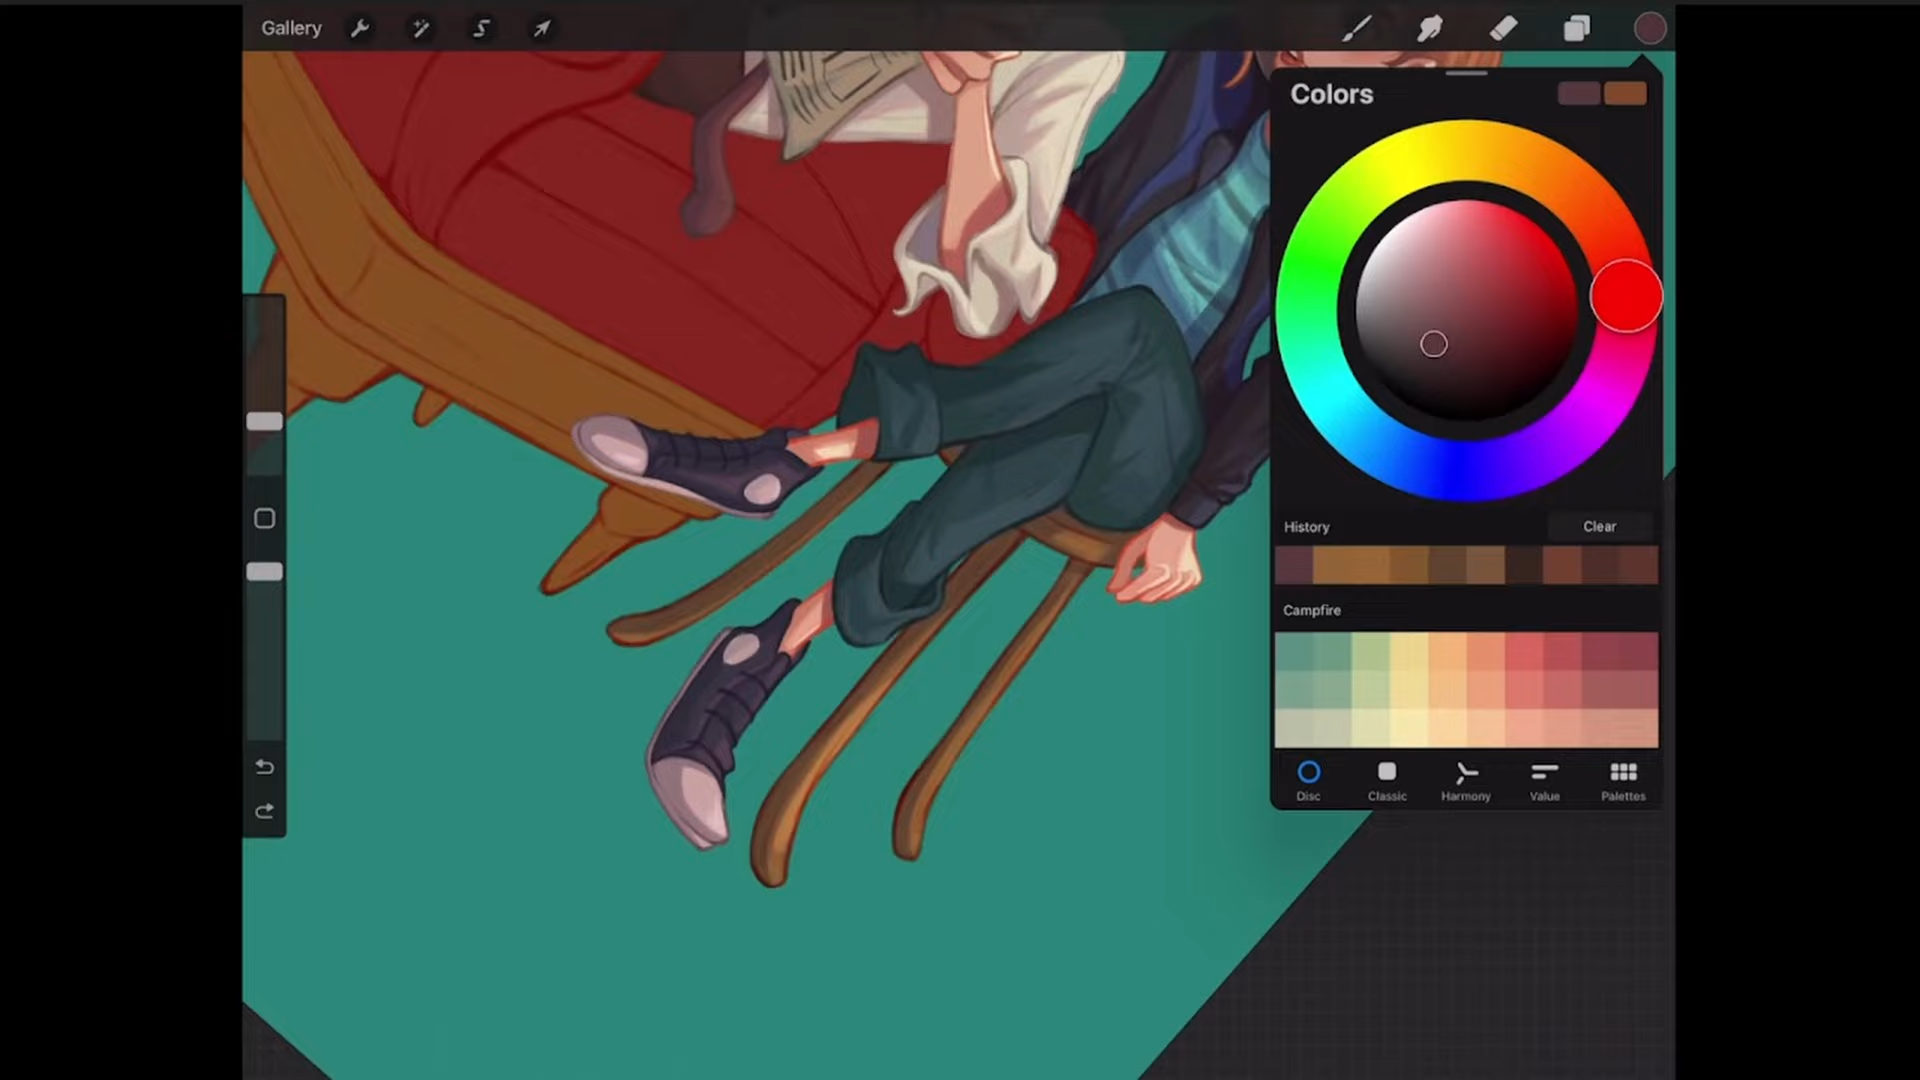 Gallery
Colors
History
Clear
Campfire
Disc
Classic
Harmony
Value
Palettes